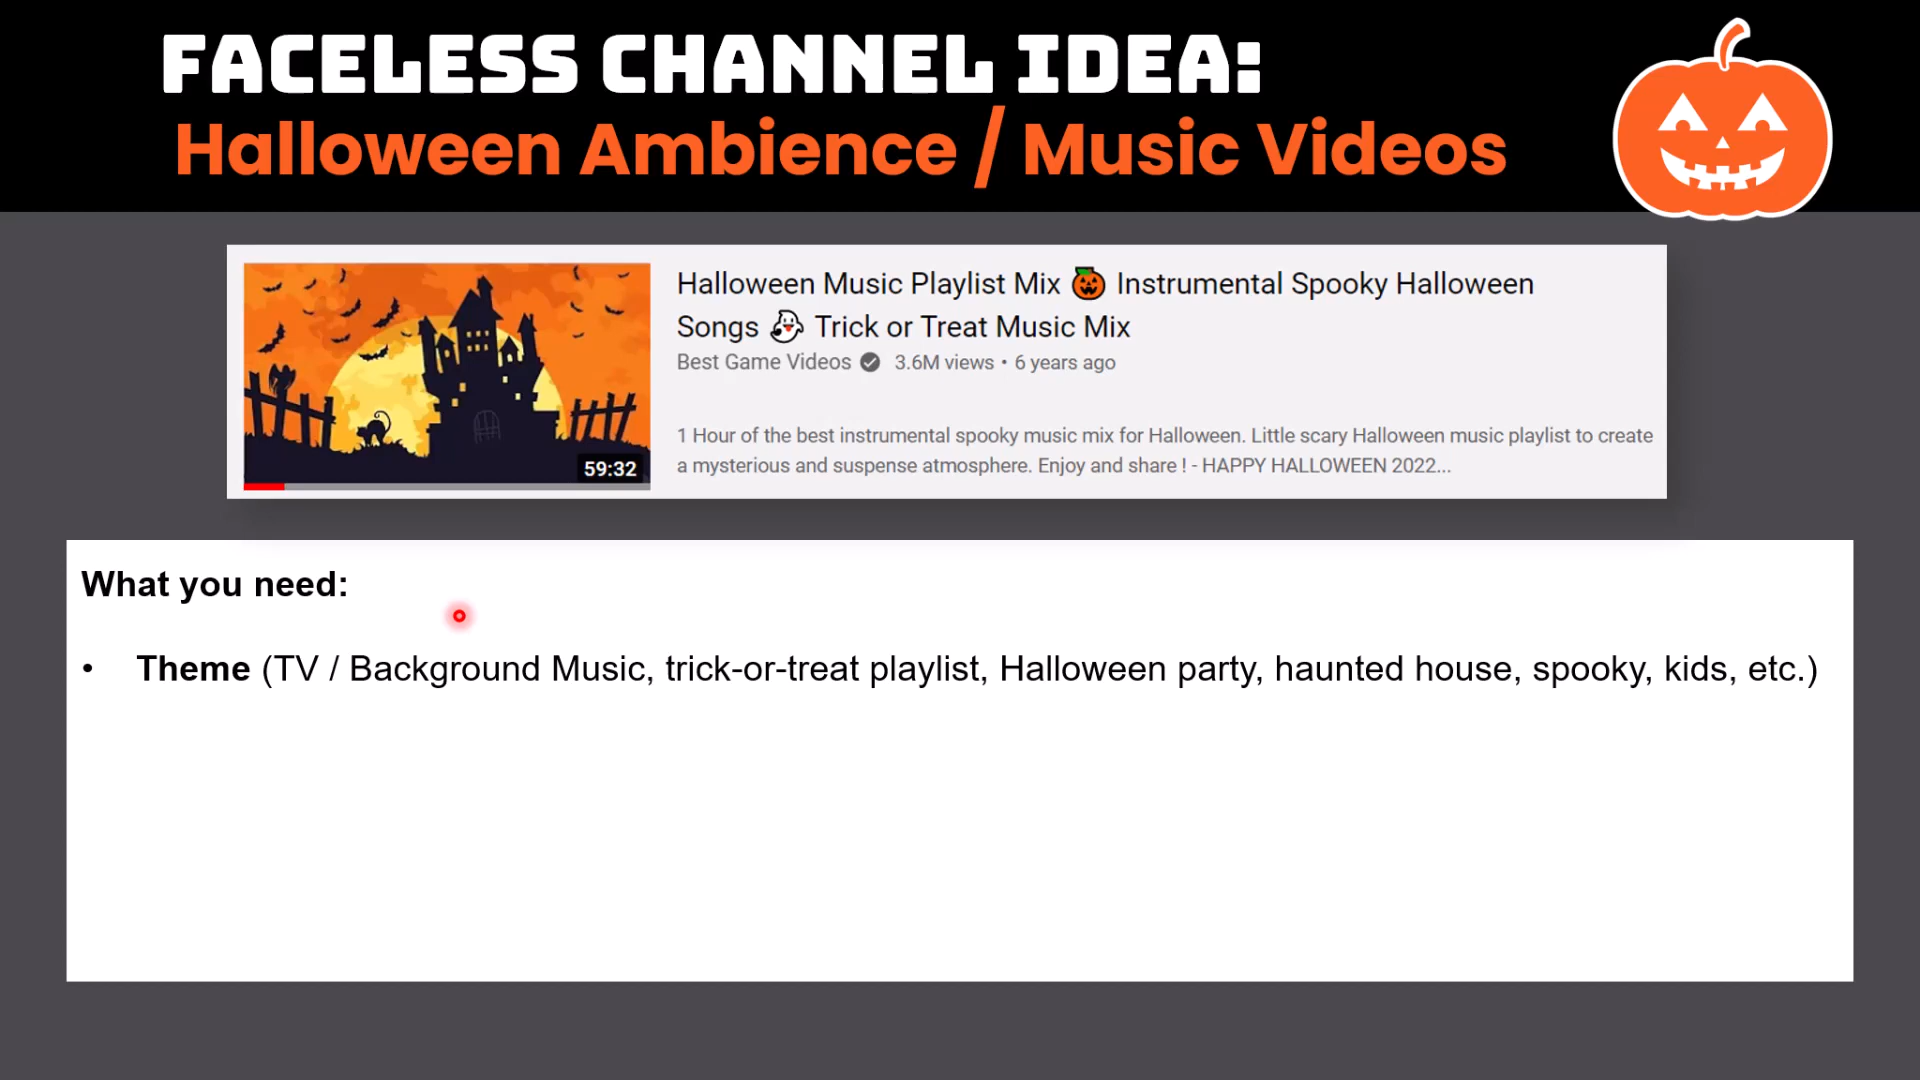 FACELESS CHANNEL IDEA:
Halloween Ambience / Music Videos
Halloween Music Playlist Mix 🎃 Instrumental Spooky Halloween
Songs 👻 Trick or Treat Music Mix
Best Game Videos 3.6M views • 6 years ago
1 Hour of the best instrumental spooky music mix for Halloween. Little scary Halloween music playlist to create
a mysterious and suspense atmosphere. Enjoy and share ! - HAPPY HALLOWEEN 2022...
59:32
What you need:
• Theme (TV / Background Music, trick-or-treat playlist, Halloween party, haunted house, spooky, kids, etc.)